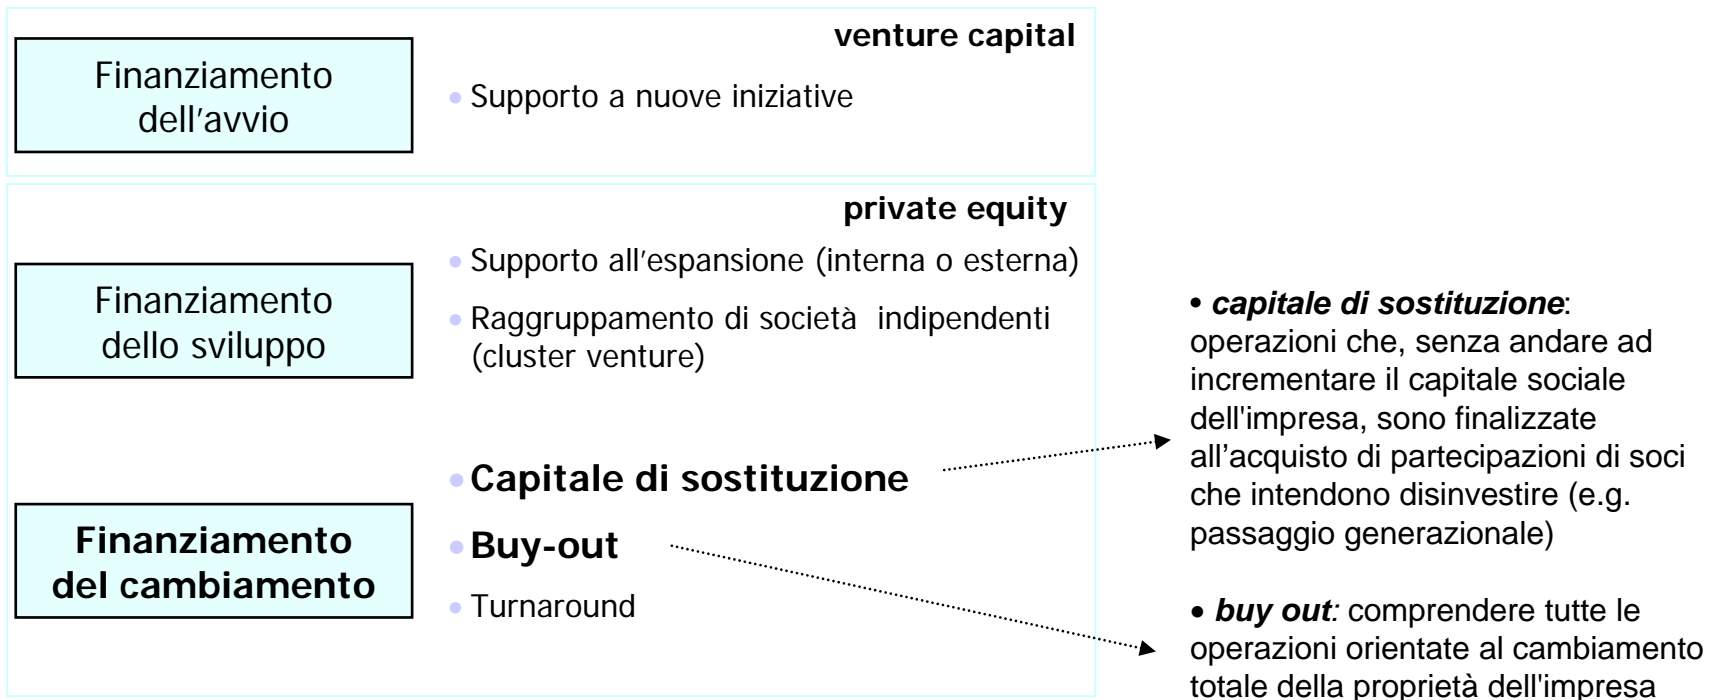 venture capital
Finanziamento
dell'avvio
• Supporto a nuove iniziative
private equity
Finanziamento
dello sviluppo
• Supporto all'espansione (interna o esterna)
• Raggruppamento di società  indipendenti
(cluster venture)
Finanziamento
del cambiamento
• Capitale di sostituzione
• Buy-out
• Turnaround
• capitale di sostituzione:
operazioni che, senza andare ad
incrementare il capitale sociale
dell'impresa, sono finalizzate
all'acquisto di partecipazioni di soci
che intendono disinvestire (e.g.
passaggio generazionale)
• buy out: comprendere tutte le
operazioni orientate al cambiamento
totale della proprietà dell'impresa